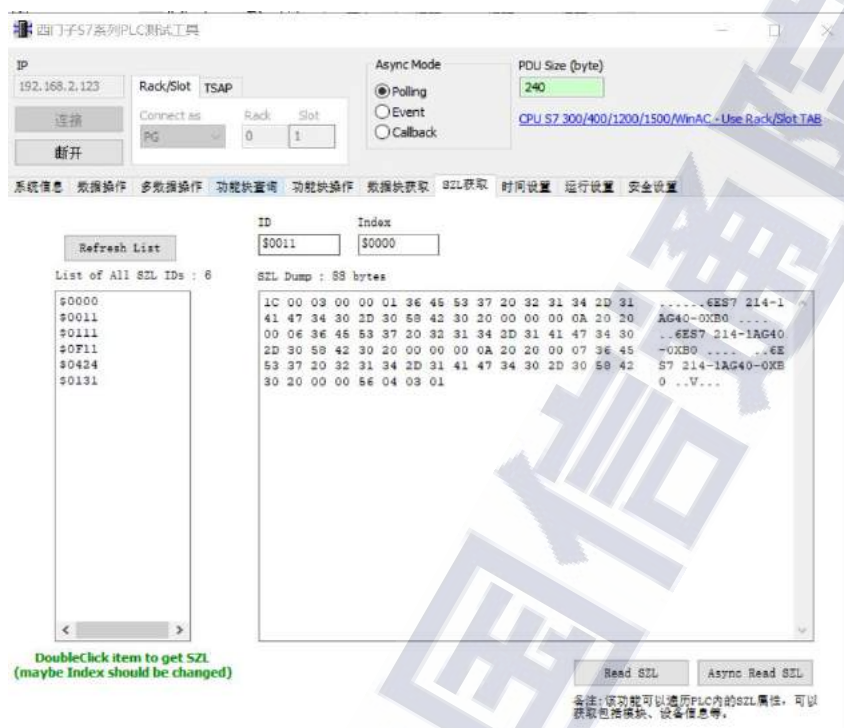 西门子S7系列PLC测试工具
IP
192.168.2.123
连接
断开
Rack/Slot TSAP
Connect as Rack Slot
PG 0 1
Async Mode
Polling
Event
Callback
PDU Size (byte)
240
CPU S7 300/400/1200/1500/WinAC - Use Rack/Slot TAB
系统信息 数据操作 多数据操作 功能块查询 功能块操作 数据块获取 SZL获取 时间设置 运行设置 安全设置
Refresh List
List of All SZL IDs : 6
$0000
$0011
$0111
$0F11
$0424
$0131
DoubleClick item to get SZL
(maybe Index should be changed)
ID Index
$0011 $0000
SZL Dump : 88 bytes
1C 00 03 00 00 01 36 45 53 37 20 32 31 34 2D 31 ......6ES7 214-1
41 47 34 30 2D 30 58 42 30 20 00 00 00 0A 20 20 AG40-0XB0 ....
00 06 36 45 53 37 20 32 31 34 2D 31 41 47 34 30 ..6ES7 214-1AG40
2D 30 58 42 30 20 00 00 00 0A 20 20 00 07 36 45 -0XB0 .... ..6E
53 37 20 32 31 34 2D 31 41 47 34 30 2D 30 58 42 S7 214-1AG40-0XB
30 20 00 00 56 04 03 01 0 ..V...
Read SZL Async Read SZL
备注:该功能可以遍历PLC内的SZL属性，可以
获取包括模块、设备信息等。
国信通院